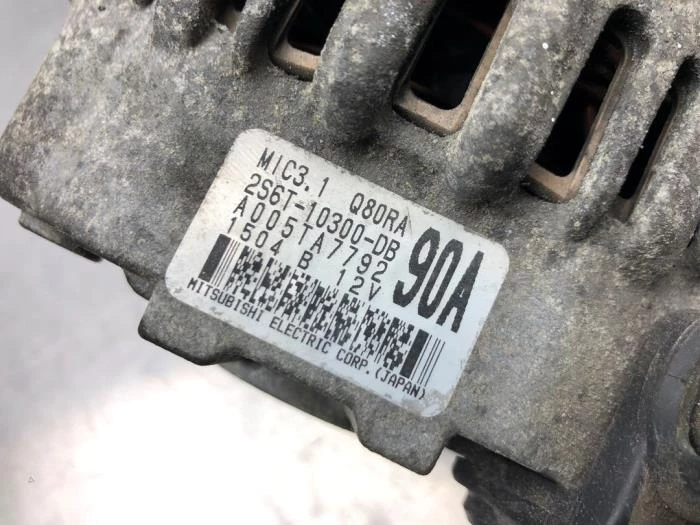 MIC3.1 Q80RA
2S6T-10300-DB
A005TA7792
1504 B 12V
90A
MITSUBISHI ELECTRIC CORP.(JAPAN)